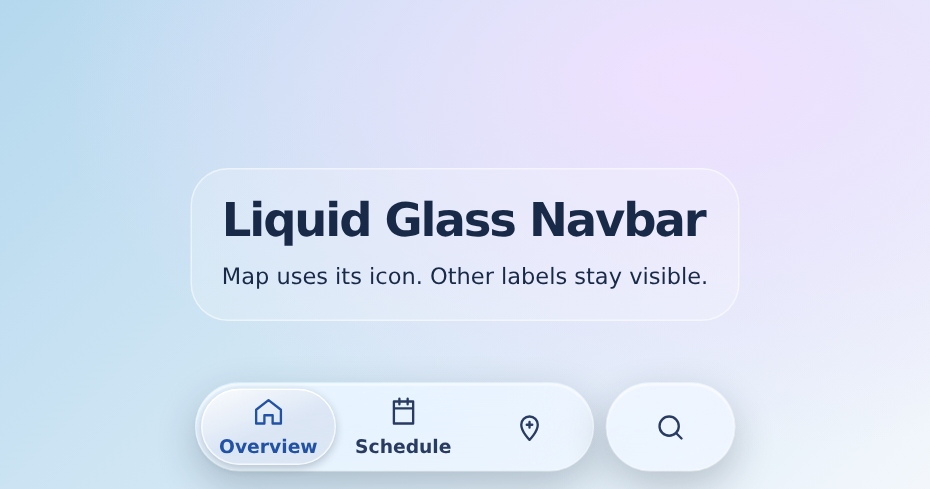 Liquid Glass Navbar
Map uses its icon. Other labels stay visible.
Overview
Schedule